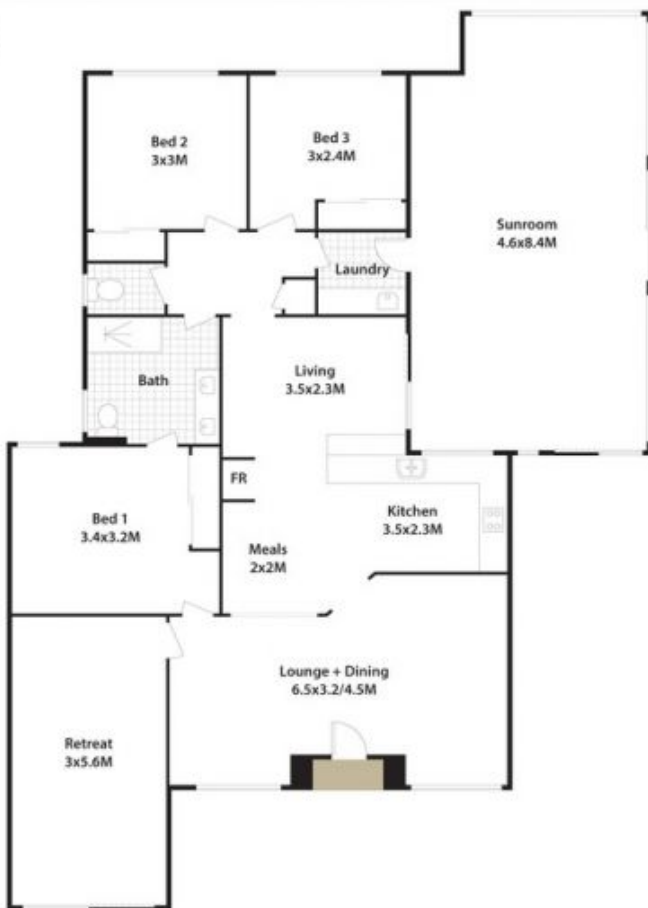 Bed 2
3x3M
Bed 3
3x2.4M
Sunroom
4.6x8.4M
Laundry
Living
3.5x2.3M
Bath
FR
Kitchen
3.5x2.3M
Bed 1
3.4x3.2M
Meals
2x2M
Lounge + Dining
6.5x3.2/4.5M
Retreat
3x5.6M